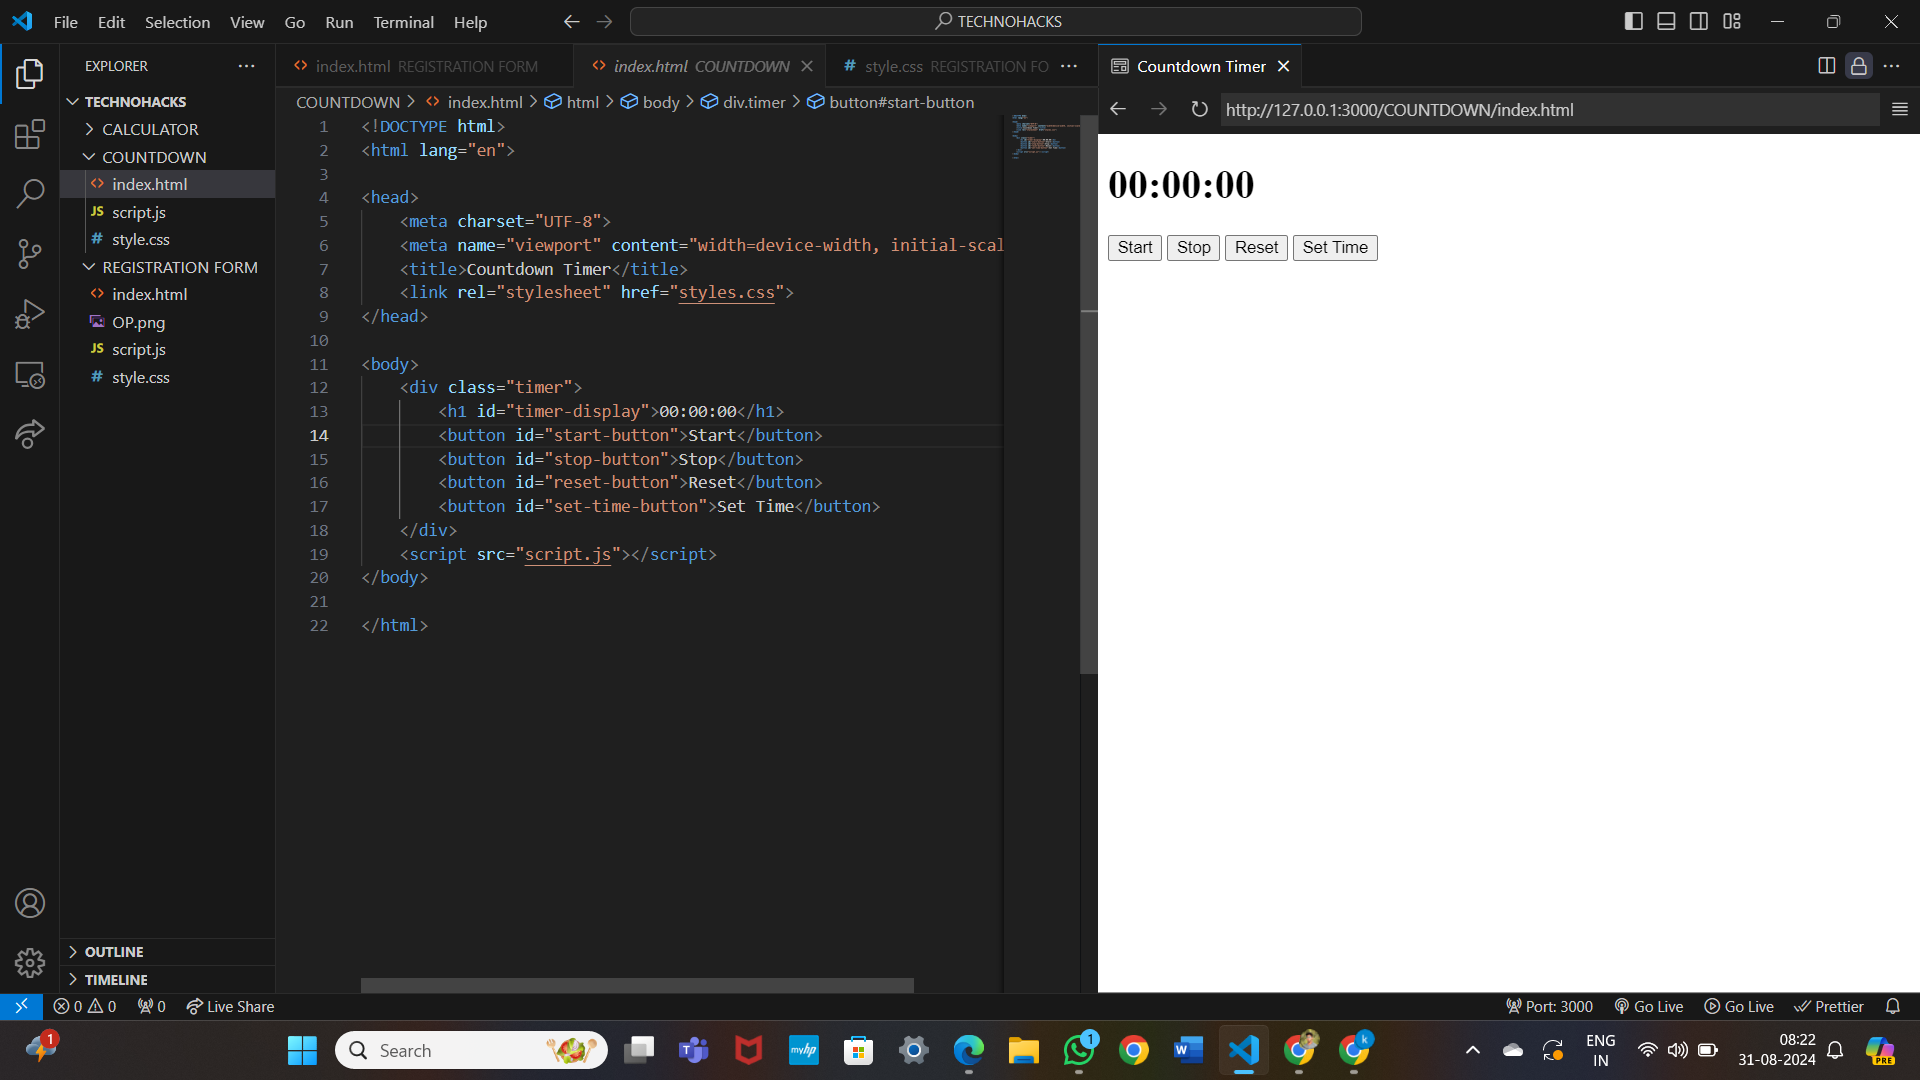 File Edit Selection View Go Run Terminal Help
TECHNOHACKS
EXPLORER
TECHNOHACKS
CALCULATOR
COUNTDOWN
index.html
JS script.js
# style.css
REGISTRATION FORM
index.html
OP.png
JS script.js
# style.css
OUTLINE
TIMELINE
index.html REGISTRATION FORM
index.html COUNTDOWN
# style.css REGISTRATION FO
COUNTDOWN > index.html > html > body > div.timer > button#start-button
1 <!DOCTYPE html>
2 <html lang="en">
3
4 <head>
5 <meta charset="UTF-8">
6 <meta name="viewport" content="width=device-width, initial-scal
7 <title>Countdown Timer</title>
8 <link rel="stylesheet" href="styles.css">
9 </head>
10
11 <body>
12 <div class="timer">
13 <h1 id="timer-display">00:00:00</h1>
14 <button id="start-button">Start</button>
15 <button id="stop-button">Stop</button>
16 <button id="reset-button">Reset</button>
17 <button id="set-time-button">Set Time</button>
18 </div>
19 <script src="script.js"></script>
20 </body>
21
22 </html>
Countdown Timer
http://127.0.0.1:3000/COUNTDOWN/index.html
00:00:00
Start Stop Reset Set Time
0 0 0 Live Share
Port: 3000 Go Live Go Live Prettier
1
Search
myhp
1
W
k
ENG
IN
08:22
31-08-2024
PRE